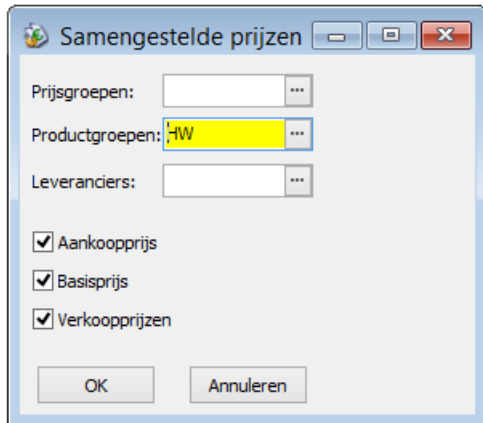 Samengestelde prijzen
Prijsgroepen: ...
Productgroepen: HW ...
Leveranciers: ...
Aankoopprijs
Basisprijs
Verkoopprijzen
OK Annuleren